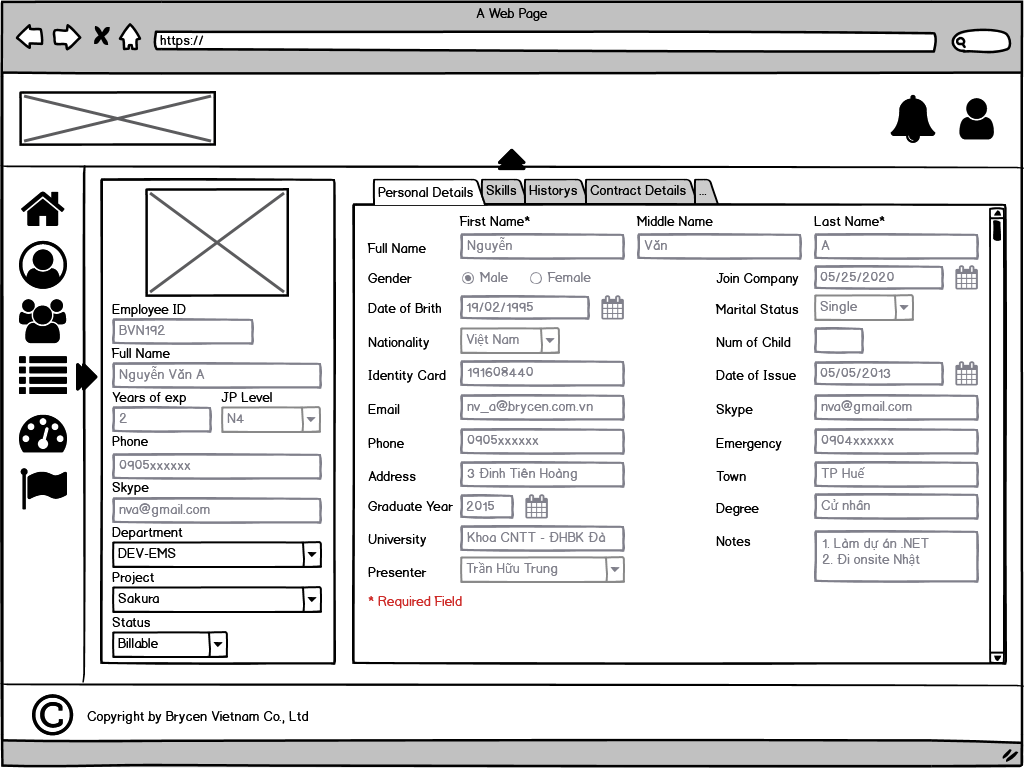 A Web Page
https://
Employee ID
BVN192
Full Name
Nguyễn Văn A
Years of exp JP Level
2 N4
Phone
0905xxxxxx
Skype
nva@gmail.com
Department
DEV-EMS
Project
Sakura
Status
Billable
Personal Details Skills Historys Contract Details ...
First Name* Middle Name Last Name*
Full Name Nguyễn Văn A
Gender Male Female Join Company 05/25/2020
Date of Brith 19/02/1995 Marital Status Single
Nationality Việt Nam Num of Child
Identity Card 191608440 Date of Issue 05/05/2013
Email nv_a@brycen.com.vn Skype nva@gmail.com
Phone 0905xxxxxx Emergency 0904xxxxxx
Address 3 Đinh Tiên Hoàng Town TP Huế
Graduate Year 2015 Degree Cử nhân
University Khoa CNTT - ĐHBK Đà Notes 1. Làm dự án .NET
2. Đi onsite Nhật
Presenter Trần Hữu Trung
* Required Field
© Copyright by Brycen Vietnam Co., Ltd